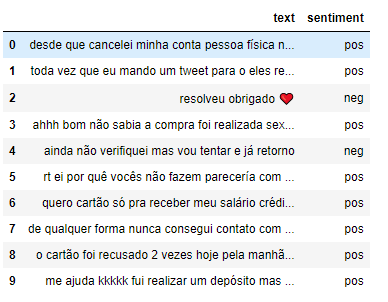 text sentiment
0 desde que cancelei minha conta pessoa física n... pos
1 toda vez que eu mando um tweet para o eles re... pos
2 resolveu obrigado ❤️ neg
3 ahhh bom não sabia a compra foi realizada sex... pos
4 ainda não verifiquei mas vou tentar e já retorno neg
5 rt ei por quê vocês não fazem parecería com ... pos
6 quero cartão só pra receber meu salário crédi... pos
7 de qualquer forma nunca consegui contato com ... pos
8 o cartão foi recusado 2 vezes hoje pela manhã... pos
9 me ajuda kkkkk fui realizar um depósito mas ... pos